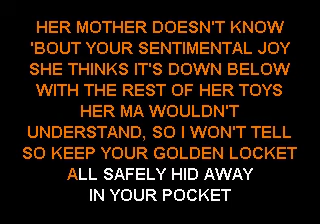 HER MOTHER DOESN'T KNOW
'BOUT YOUR SENTIMENTAL JOY
SHE THINKS IT'S DOWN BELOW
WITH THE REST OF HER TOYS
HER MA WOULDN'T
UNDERSTAND, SO I WON'T TELL
SO KEEP YOUR GOLDEN LOCKET
ALL SAFELY HID AWAY
IN YOUR POCKET